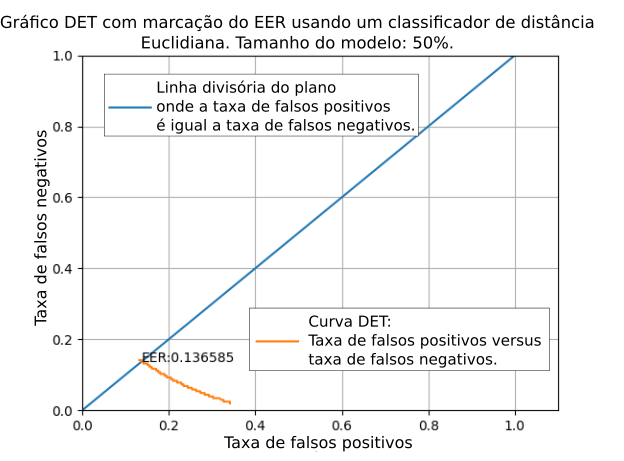 Gráfico DET com marcação do EER usando um classificador de distância
Euclidiana. Tamanho do modelo: 50%.
1.0
0.8
0.6
0.4
0.2
0.0
Taxa de falsos negativos
Linha divisória do plano
onde a taxa de falsos positivos
é igual a taxa de falsos negativos.
EER:0.136585
Curva DET:
Taxa de falsos positivos versus
taxa de falsos negativos.
0.0 0.2 0.4 0.6 0.8 1.0
Taxa de falsos positivos